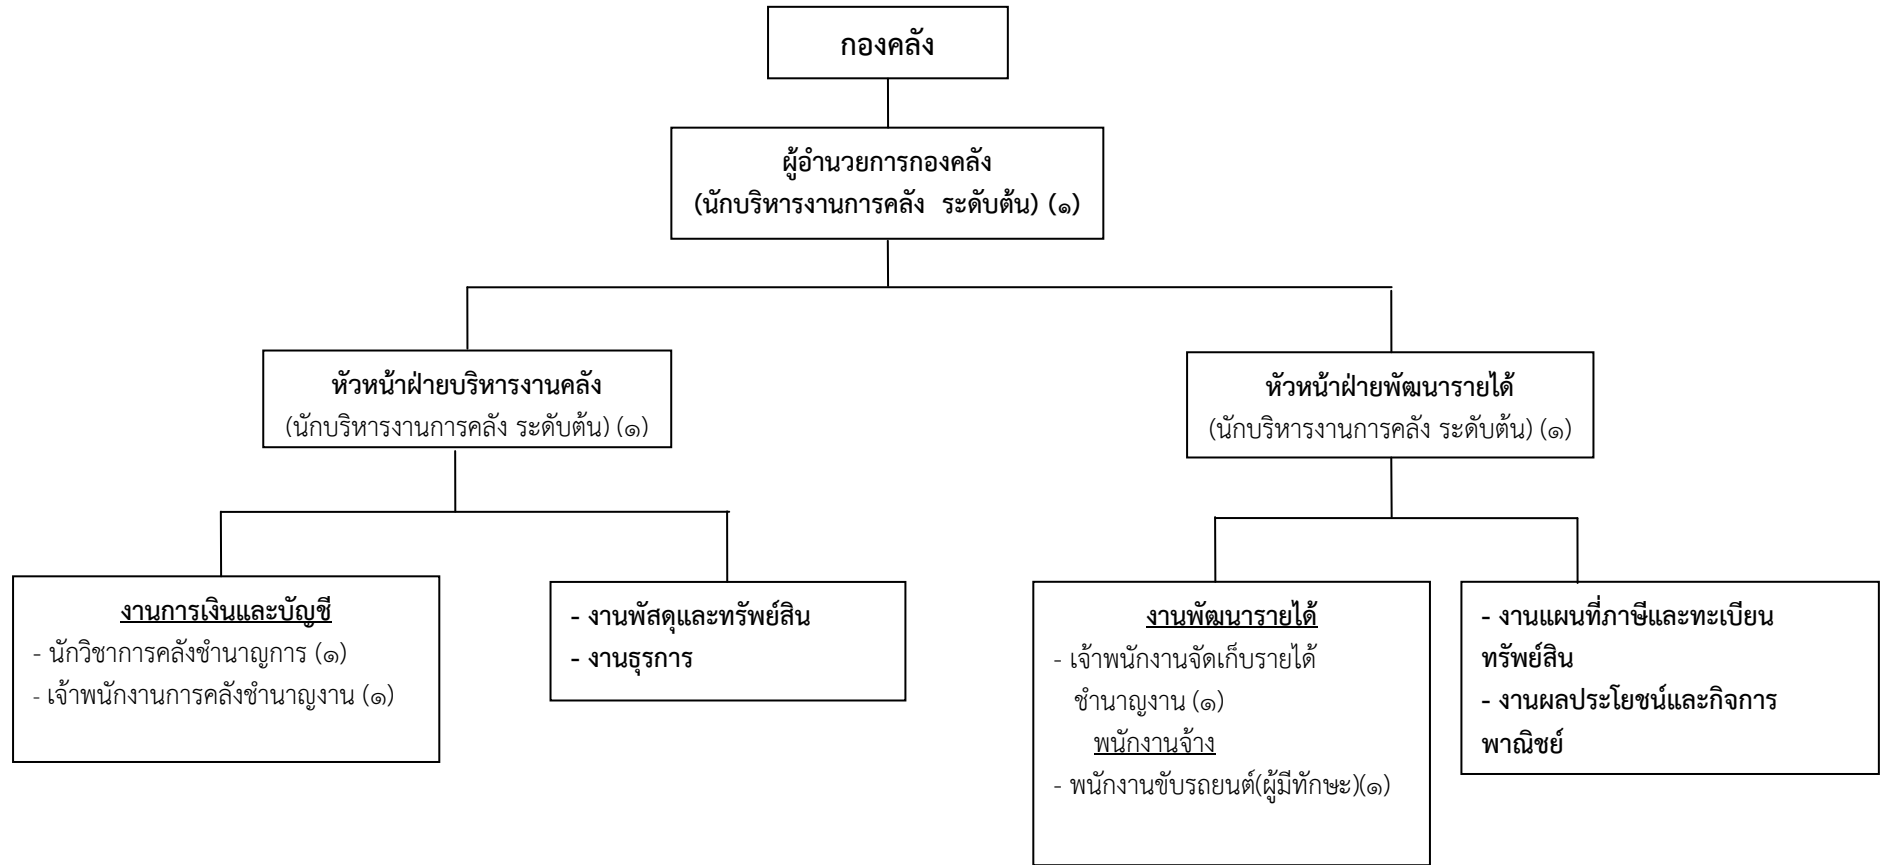 กองคลัง
ผู้อำนวยการกองคลัง
(นักบริหารงานการคลัง ระดับต้น) (๑)
หัวหน้าฝ่ายบริหารงานคลัง
(นักบริหารงานการคลัง ระดับต้น) (๑)
หัวหน้าฝ่ายพัฒนารายได้
(นักบริหารงานการคลัง ระดับต้น) (๑)
งานการเงินและบัญชี
- นักวิชาการคลังชำนาญการ (๑)
- เจ้าพนักงานการคลังชำนาญงาน (๑)
- งานพัสดุและทรัพย์สิน
- งานธุรการ
งานพัฒนารายได้
- เจ้าพนักงานจัดเก็บรายได้
ชำนาญงาน (๑)
พนักงานจ้าง
- พนักงานขับรถยนต์(ผู้มีทักษะ)(๑)
- งานแผนที่ภาษีและทะเบียน
ทรัพย์สิน
- งานผลประโยชน์และกิจการ
พาณิชย์